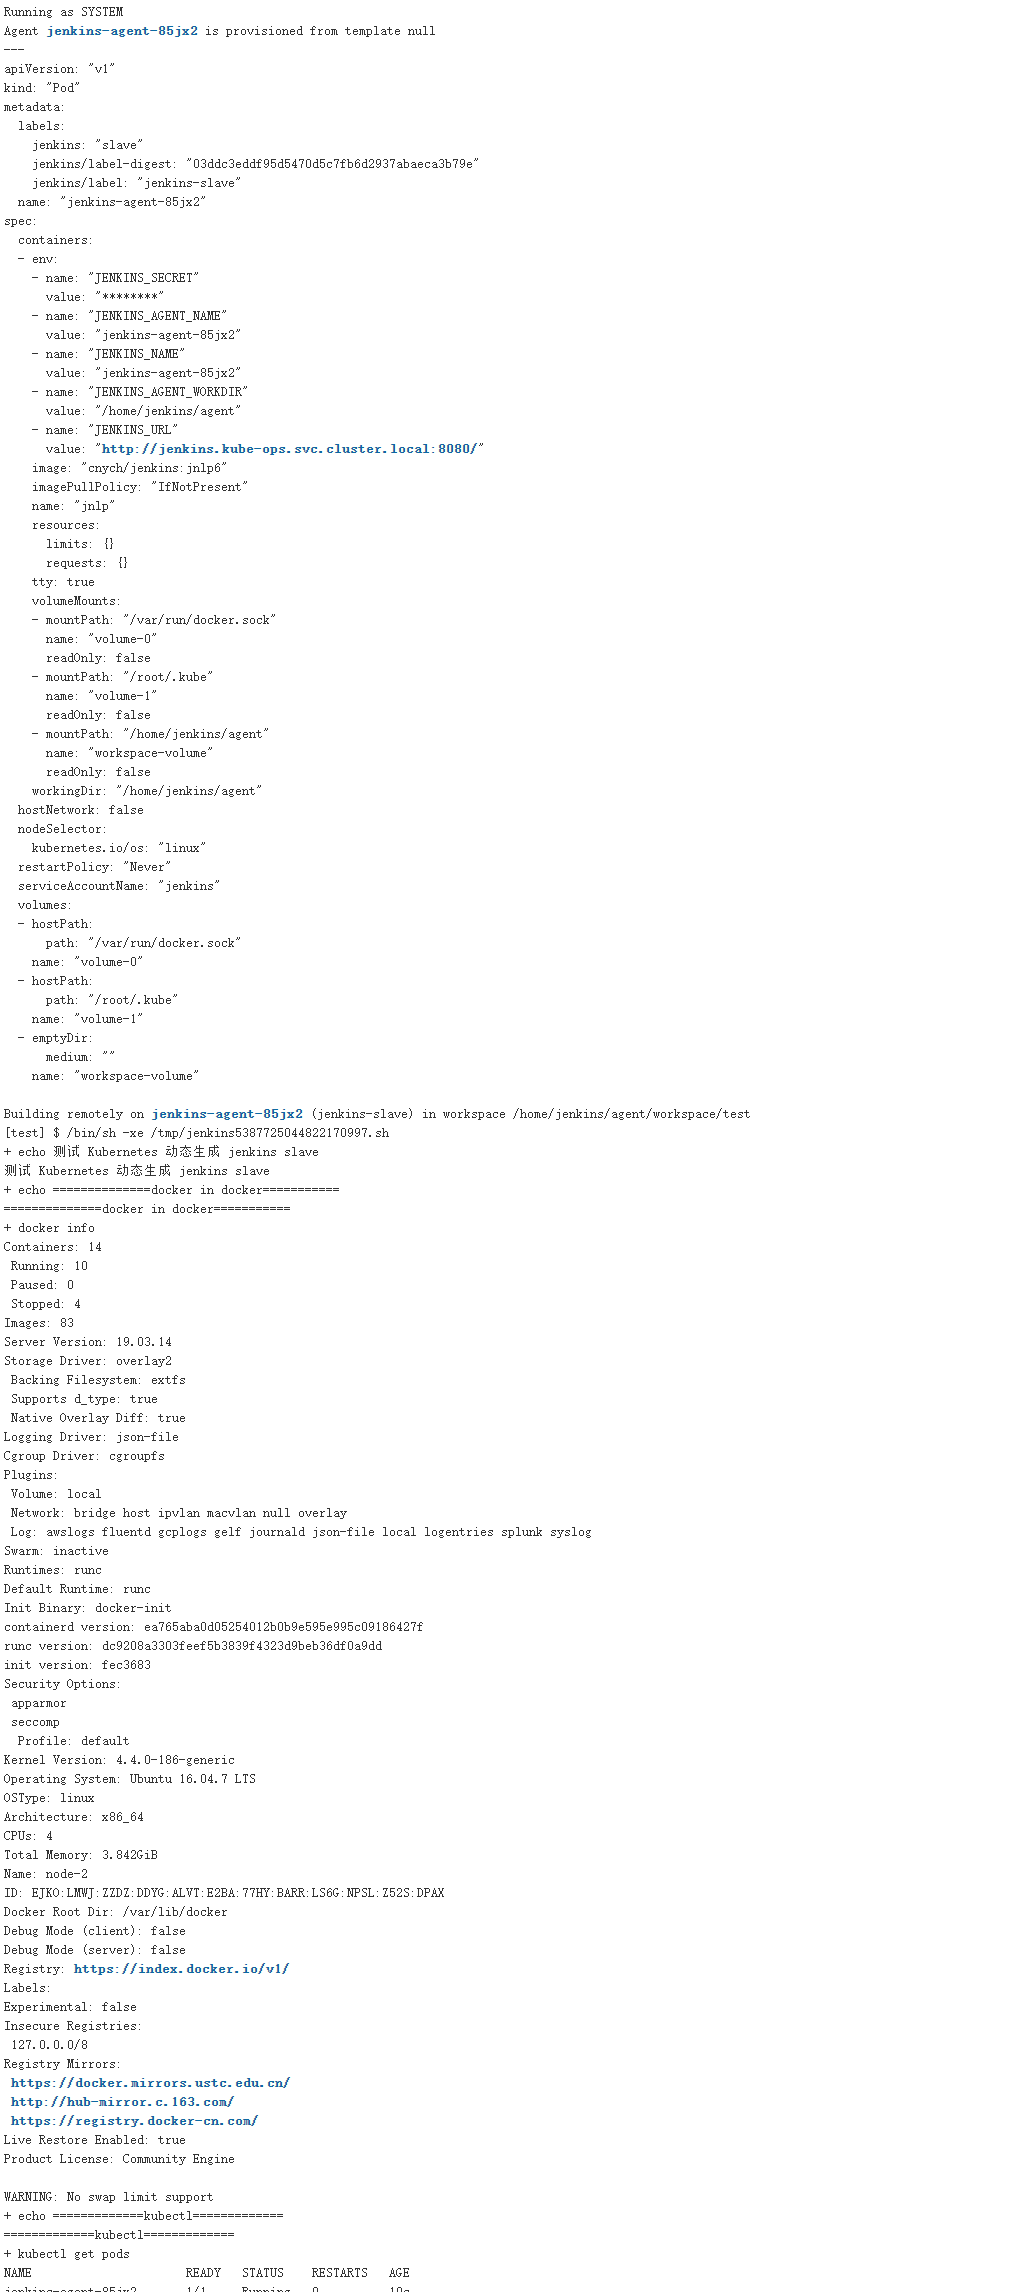 Running as SYSTEM
Agent jenkins-agent-85jx2 is provisioned from template null
---
apiVersion: "v1"
kind: "Pod"
metadata:
  labels:
    jenkins: "slave"
    jenkins/label-digest: "03ddc3eddf95d5470d5c7fb6d2937abaeca3b79e"
    jenkins/label: "jenkins-slave"
  name: "jenkins-agent-85jx2"
spec:
  containers:
  - env:
    - name: "JENKINS_SECRET"
      value: "********"
    - name: "JENKINS_AGENT_NAME"
      value: "jenkins-agent-85jx2"
    - name: "JENKINS_NAME"
      value: "jenkins-agent-85jx2"
    - name: "JENKINS_AGENT_WORKDIR"
      value: "/home/jenkins/agent"
    - name: "JENKINS_URL"
      value: "http://jenkins.kube-ops.svc.cluster.local:8080/"
    image: "cnych/jenkins:jnlp6"
    imagePullPolicy: "IfNotPresent"
    name: "jnlp"
    resources:
      limits: {}
      requests: {}
    tty: true
    volumeMounts:
    - mountPath: "/var/run/docker.sock"
      name: "volume-0"
      readOnly: false
    - mountPath: "/root/.kube"
      name: "volume-1"
      readOnly: false
    - mountPath: "/home/jenkins/agent"
      name: "workspace-volume"
      readOnly: false
    workingDir: "/home/jenkins/agent"
  hostNetwork: false
  nodeSelector:
    kubernetes.io/os: "linux"
  restartPolicy: "Never"
  serviceAccountName: "jenkins"
  volumes:
  - hostPath:
      path: "/var/run/docker.sock"
    name: "volume-0"
  - hostPath:
      path: "/root/.kube"
    name: "volume-1"
  - emptyDir:
      medium: ""
    name: "workspace-volume"

Building remotely on jenkins-agent-85jx2 (jenkins-slave) in workspace /home/jenkins/agent/workspace/test
[test] $ /bin/sh -xe /tmp/jenkins5387725044822170997.sh
+ echo 测试 Kubernetes 动态生成 jenkins slave
测试 Kubernetes 动态生成 jenkins slave
+ echo ==============docker in docker===========
==============docker in docker===========
+ docker info
Containers: 14
 Running: 10
 Paused: 0
 Stopped: 4
Images: 83
Server Version: 19.03.14
Storage Driver: overlay2
 Backing Filesystem: extfs
 Supports d_type: true
 Native Overlay Diff: true
Logging Driver: json-file
Cgroup Driver: cgroupfs
Plugins:
 Volume: local
 Network: bridge host ipvlan macvlan null overlay
 Log: awslogs fluentd gcplogs gelf journald json-file local logentries splunk syslog
Swarm: inactive
Runtimes: runc
Default Runtime: runc
Init Binary: docker-init
containerd version: ea765aba0d05254012b0b9e595e995c09186427f
runc version: dc9208a3303feef5b3839f4323d9beb36df0a9dd
init version: fec3683
Security Options:
 apparmor
 seccomp
  Profile: default
Kernel Version: 4.4.0-186-generic
Operating System: Ubuntu 16.04.7 LTS
OSType: linux
Architecture: x86_64
CPUs: 4
Total Memory: 3.842GiB
Name: node-2
ID: EJKO:LMWJ:ZZDZ:DDYG:ALVT:E2BA:77HY:BARR:LS6G:NPSL:Z52S:DPAX
Docker Root Dir: /var/lib/docker
Debug Mode (client): false
Debug Mode (server): false
Registry: https://index.docker.io/v1/
Labels:
Experimental: false
Insecure Registries:
 127.0.0.0/8
Registry Mirrors:
 https://docker.mirrors.ustc.edu.cn/
 http://hub-mirror.c.163.com/
 https://registry.docker-cn.com/
Live Restore Enabled: true
Product License: Community Engine

WARNING: No swap limit support
+ echo =============kubectl=============
=============kubectl=============
+ kubectl get pods
NAME                      READY   STATUS    RESTARTS   AGE
jenkins-agent-85jx2       1/1     Running   0          10s